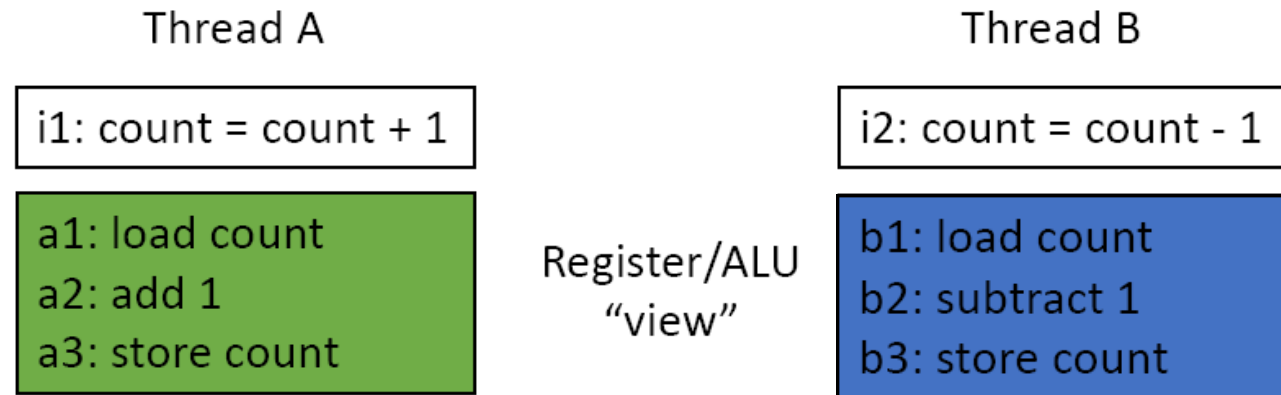 Thread A
Thread B
i1: count = count + 1
i2: count = count - 1
a1: load count
a2: add 1
a3: store count
Register/ALU
“view”
b1: load count
b2: subtract 1
b3: store count